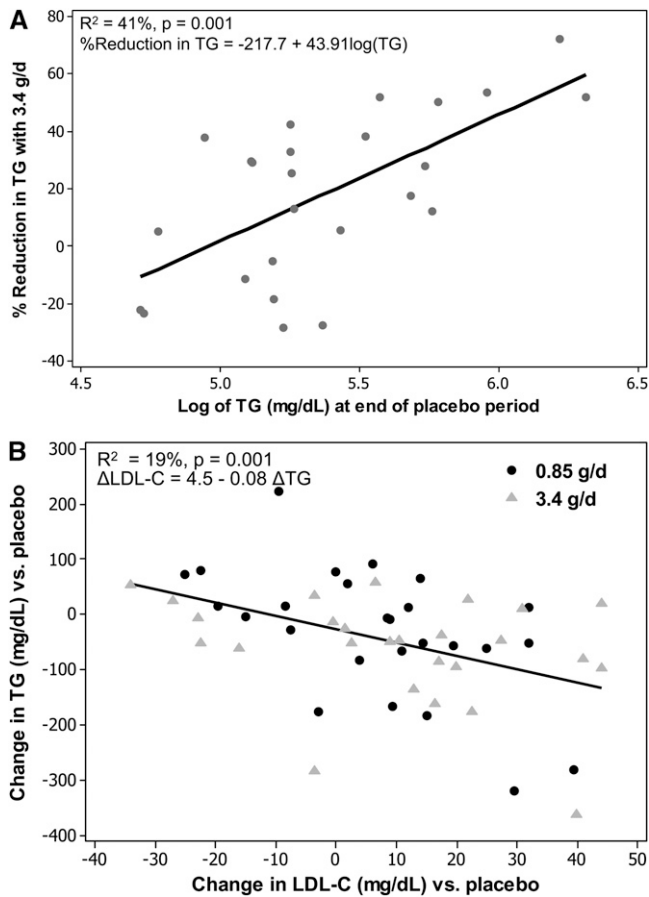 A
R² = 41%, p = 0.001
%Reduction in TG = -217.7 + 43.91log(TG)
80
60
40
20
0
-20
-40
% Reduction in TG with 3.4 g/d
4.5 5.0 5.5 6.0 6.5
Log of TG (mg/dL) at end of placebo period
B
R² = 19%, p = 0.001
ΔLDL-C = 4.5 - 0.08 ΔTG
0.85 g/d
3.4 g/d
300
200
100
0
-100
-200
-300
-400
Change in TG (mg/dL) vs. placebo
-40 -30 -20 -10 0 10 20 30 40 50
Change in LDL-C (mg/dL) vs. placebo